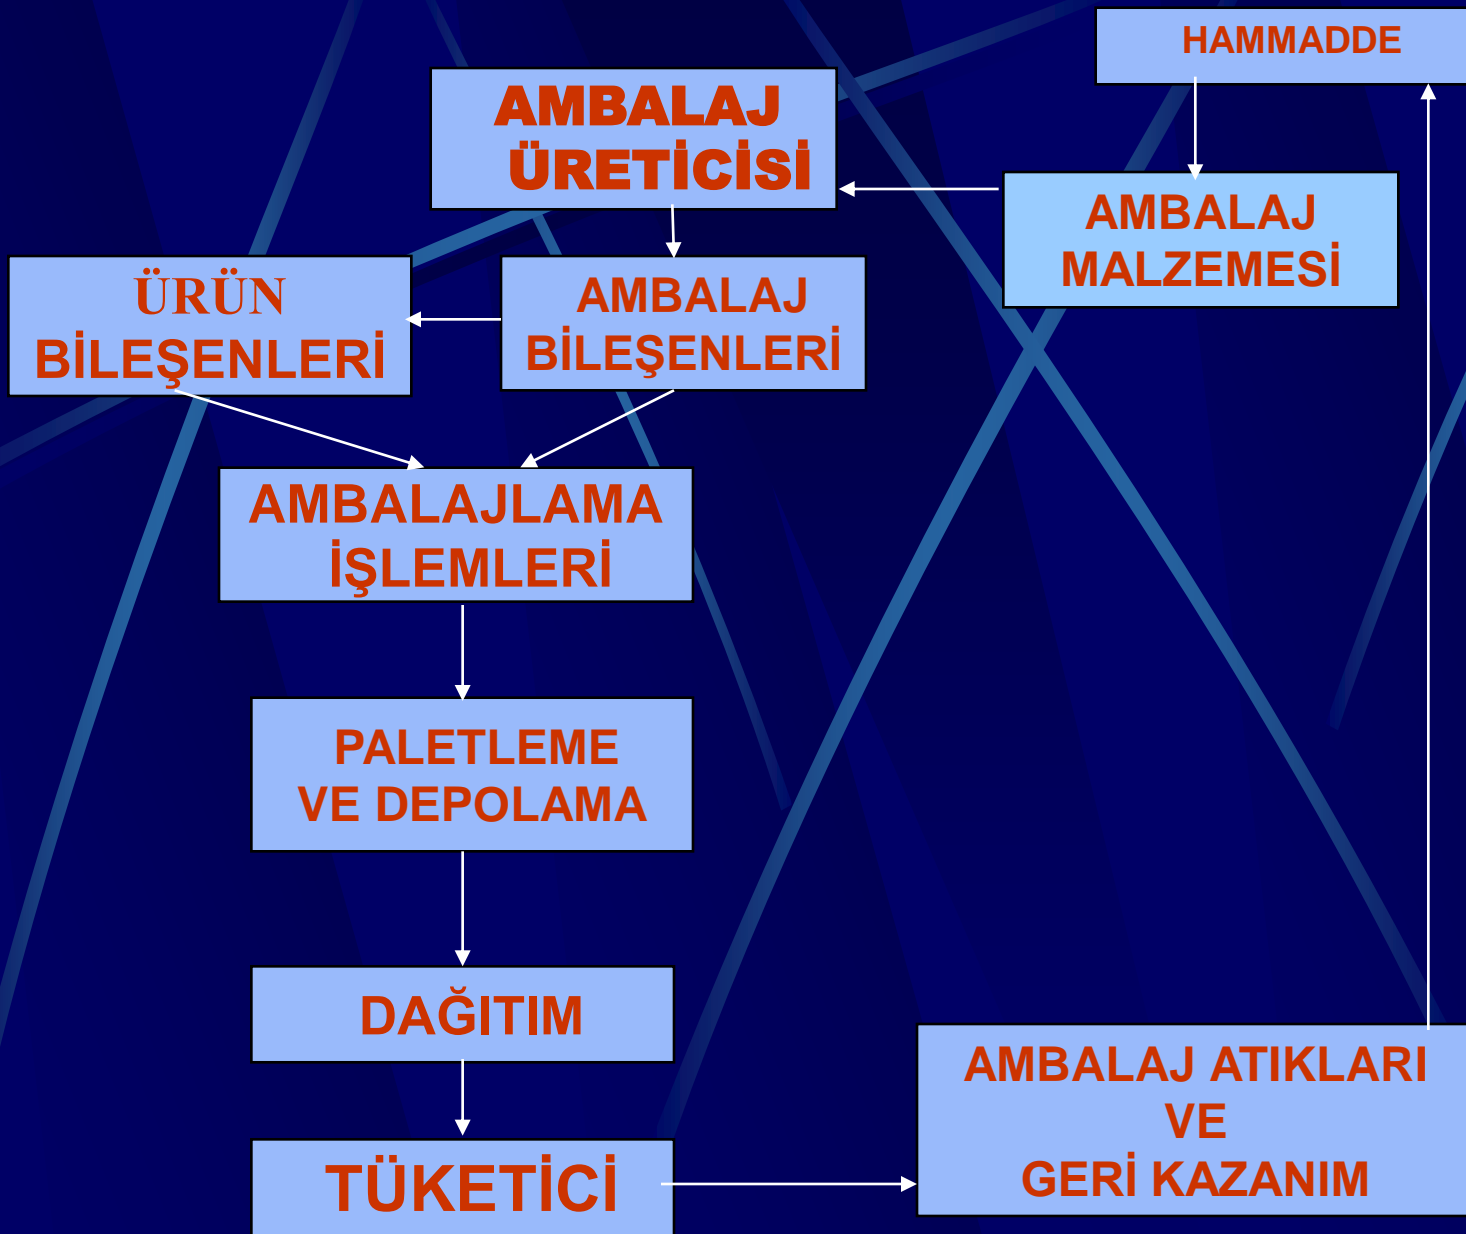 HAMMADDE
AMBALAJ
ÜRETİCİSİ
AMBALAJ
MALZEMESİ
ÜRÜN
BİLEŞENLERİ
AMBALAJ
BİLEŞENLERİ
AMBALAJLAMA
İŞLEMLERİ
PALETLEME
VE DEPOLAMA
DAĞITIM
TÜKETİCİ
AMBALAJ ATIKLARI
VE
GERİ KAZANIM